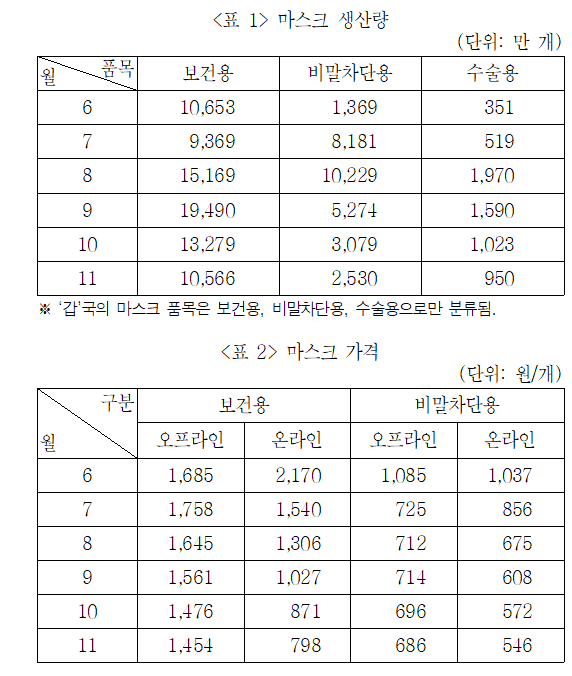 <표 1> 마스크 생산량
(단위: 만 개)
월 품목 보건용 비말차단용 수술용
6 10,653 1,369 351
7 9,369 8,181 519
8 15,169 10,229 1,970
9 19,490 5,274 1,590
10 13,279 3,079 1,023
11 10,566 2,530 950
※ ‘갑’국의 마스크 품목은 보건용, 비말차단용, 수술용으로만 분류됨.
<표 2> 마스크 가격
(단위: 원/개)
구분 보건용 비말차단용
월 오프라인 온라인 오프라인 온라인
6 1,685 2,170 1,085 1,037
7 1,758 1,540 725 856
8 1,645 1,306 712 675
9 1,561 1,027 714 608
10 1,476 871 696 572
11 1,454 798 686 546